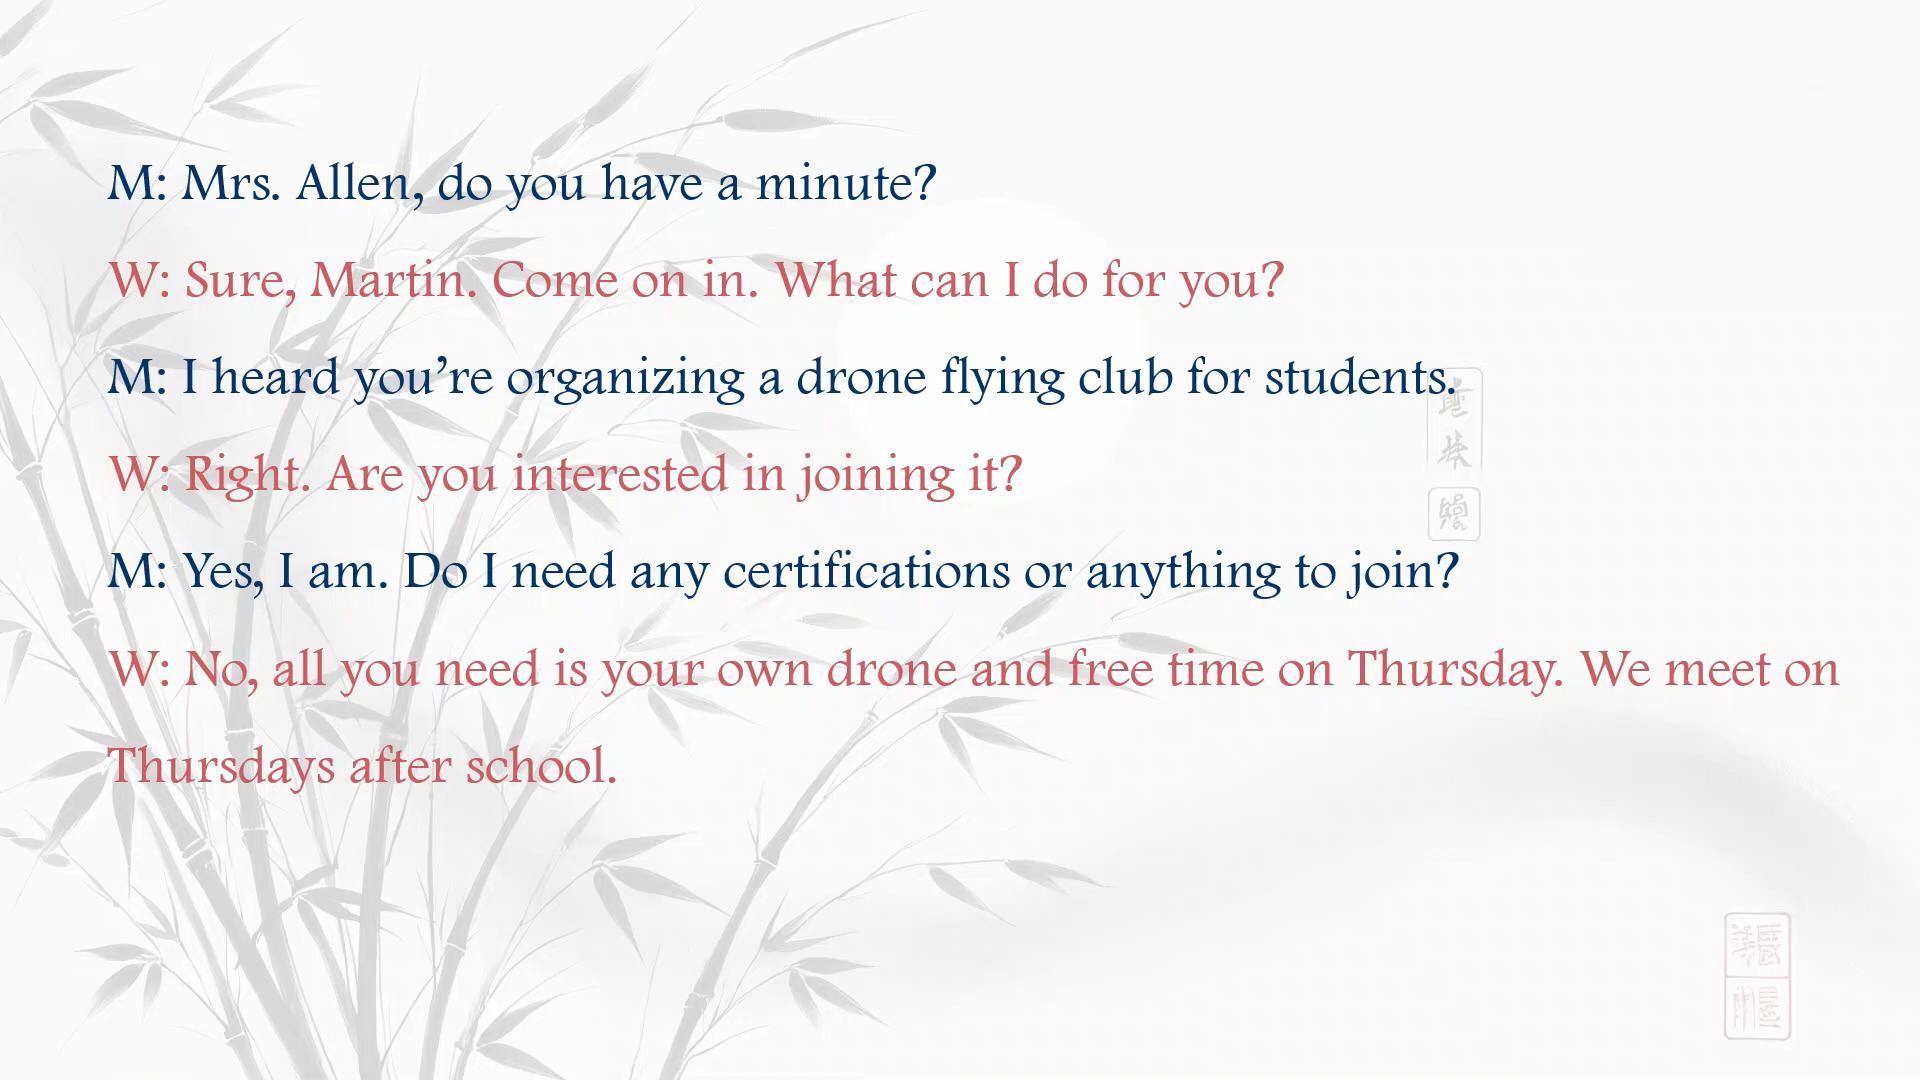 M: Mrs. Allen, do you have a minute?
W: Sure, Martin. Come on in. What can I do for you?
M: I heard you’re organizing a drone flying club for students.
W: Right. Are you interested in joining it?
M: Yes, I am. Do I need any certifications or anything to join?
W: No, all you need is your own drone and free time on Thursday. We meet on
Thursdays after school.